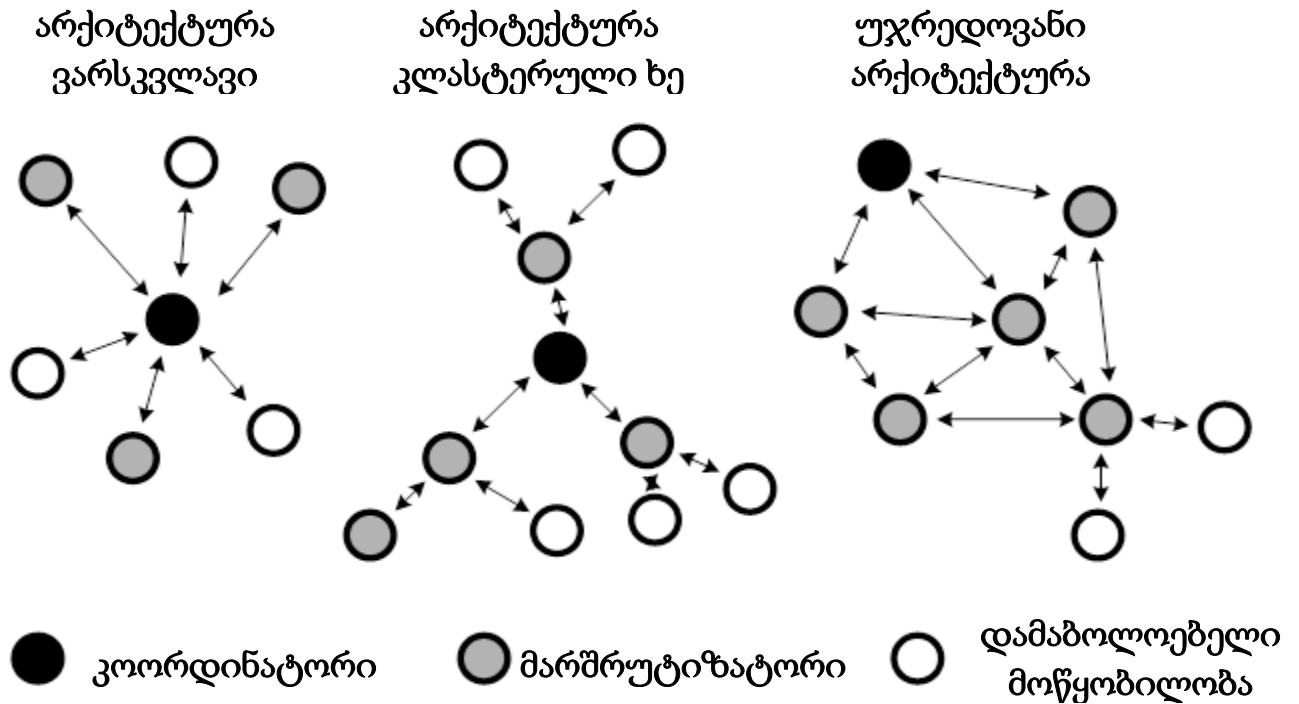 არქიტექტურა
ვარსკვლავი
არქიტექტურა
კლასტერული ხე
უჯრედოვანი
არქიტექტურა
კოორდინატორი
მარშრუტიზატორი
დამაბოლოებელი
მოწყობილობა